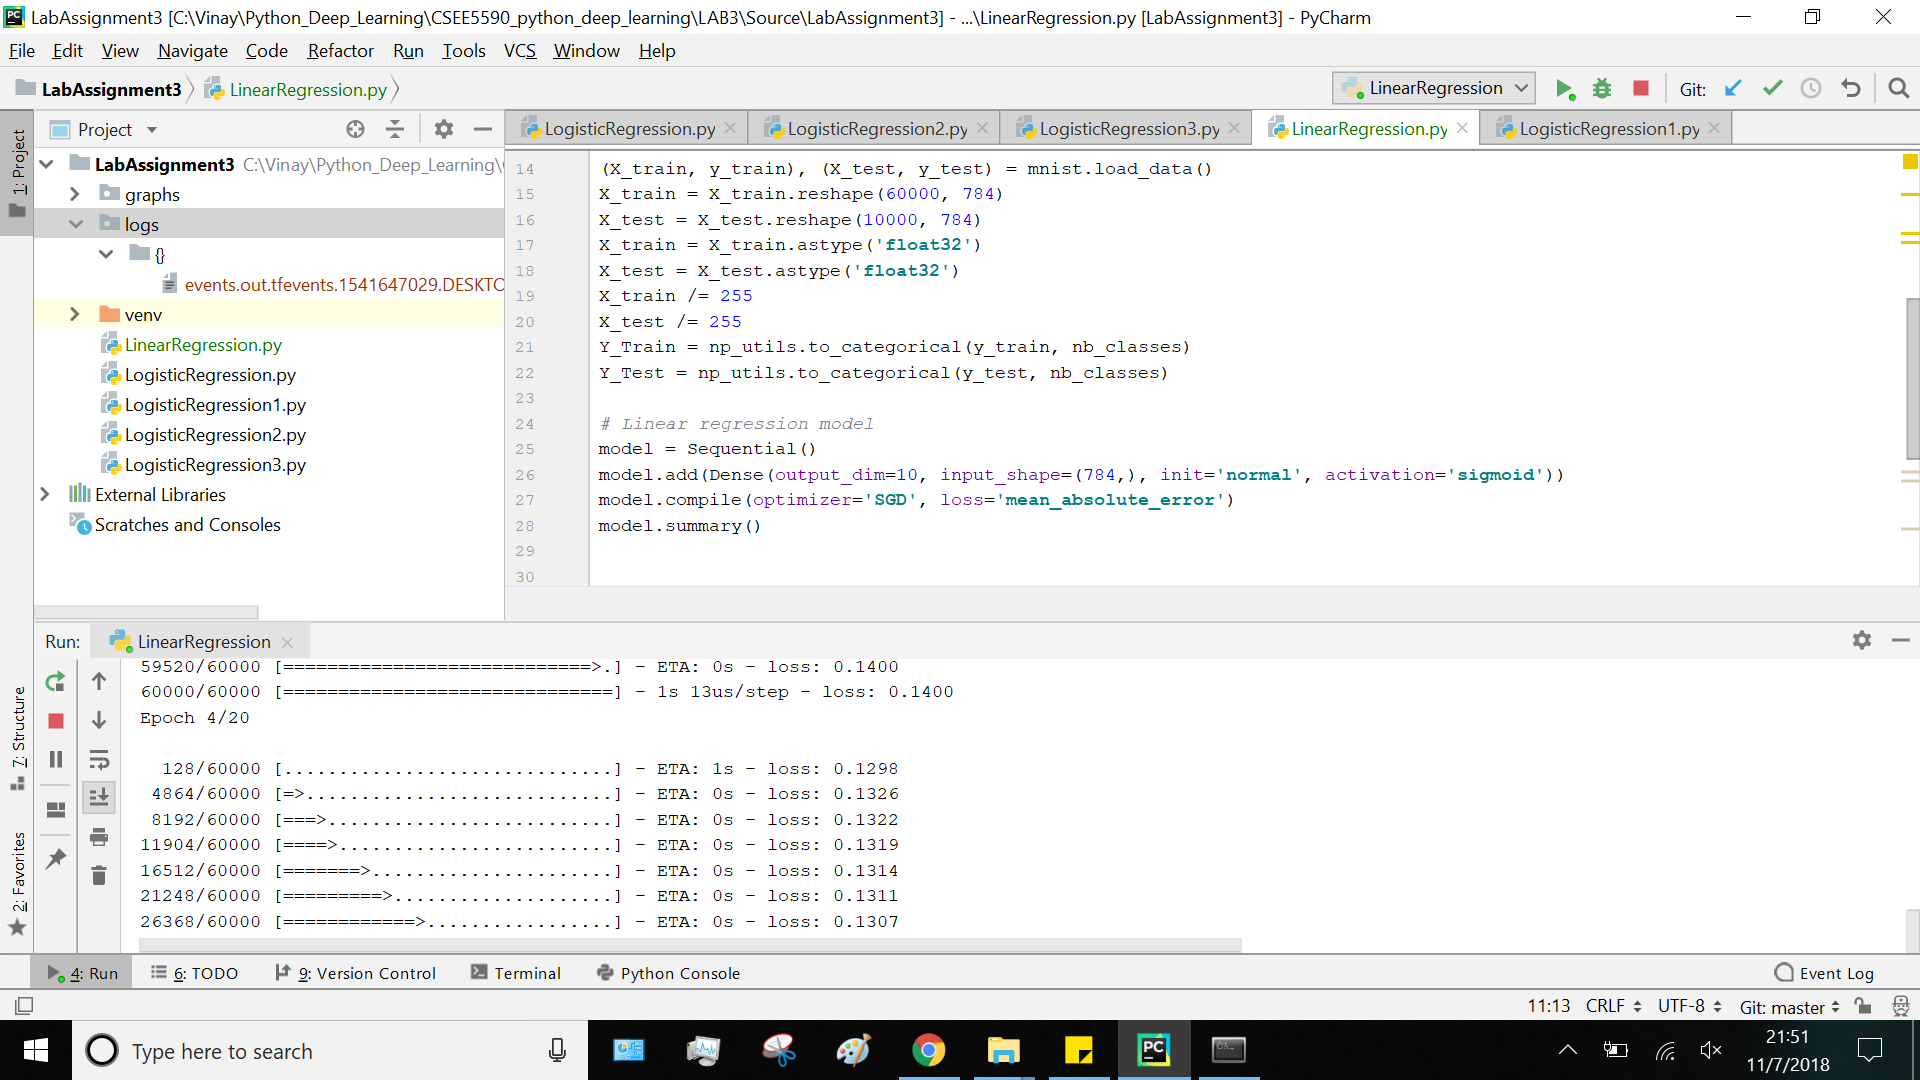 LabAssignment3 [C:\Vinay\Python_Deep_Learning\CSEE5590_python_deep_learning\LAB3\Source\LabAssignment3] - ...\LinearRegression.py [LabAssignment3] - PyCharm
File Edit View Navigate Code Refactor Run Tools VCS Window Help
LabAssignment3 LinearRegression.py
LinearRegression
Git:
1: Project
Project
LabAssignment3 C:\Vinay\Python_Deep_Learning\
graphs
logs
{}
events.out.tfevents.1541647029.DESKTO
venv
LinearRegression.py
LogisticRegression.py
LogisticRegression1.py
LogisticRegression2.py
LogisticRegression3.py
External Libraries
Scratches and Consoles
LogisticRegression.py LogisticRegression2.py LogisticRegression3.py LinearRegression.py LogisticRegression1.py
14 (X_train, y_train), (X_test, y_test) = mnist.load_data()
15 X_train = X_train.reshape(60000, 784)
16 X_test = X_test.reshape(10000, 784)
17 X_train = X_train.astype('float32')
18 X_test = X_test.astype('float32')
19 X_train /= 255
20 X_test /= 255
21 Y_Train = np_utils.to_categorical(y_train, nb_classes)
22 Y_Test = np_utils.to_categorical(y_test, nb_classes)
23
24 # Linear regression model
25 model = Sequential()
26 model.add(Dense(output_dim=10, input_shape=(784,), init='normal', activation='sigmoid'))
27 model.compile(optimizer='SGD', loss='mean_absolute_error')
28 model.summary()
29
30
Run: LinearRegression
7: Structure
2: Favorites
59520/60000 [============================>.] - ETA: 0s - loss: 0.1400
60000/60000 [==============================] - 1s 13us/step - loss: 0.1400
Epoch 4/20
128/60000 [..............................] - ETA: 1s - loss: 0.1298
4864/60000 [=>............................] - ETA: 0s - loss: 0.1326
8192/60000 [===>..........................] - ETA: 0s - loss: 0.1322
11904/60000 [====>.........................] - ETA: 0s - loss: 0.1319
16512/60000 [=======>......................] - ETA: 0s - loss: 0.1314
21248/60000 [=========>....................] - ETA: 0s - loss: 0.1311
26368/60000 [============>.................] - ETA: 0s - loss: 0.1307
4: Run 6: TODO 9: Version Control Terminal Python Console Event Log
11:13 CRLF UTF-8 Git: master
Type here to search
PC
21:51
11/7/2018